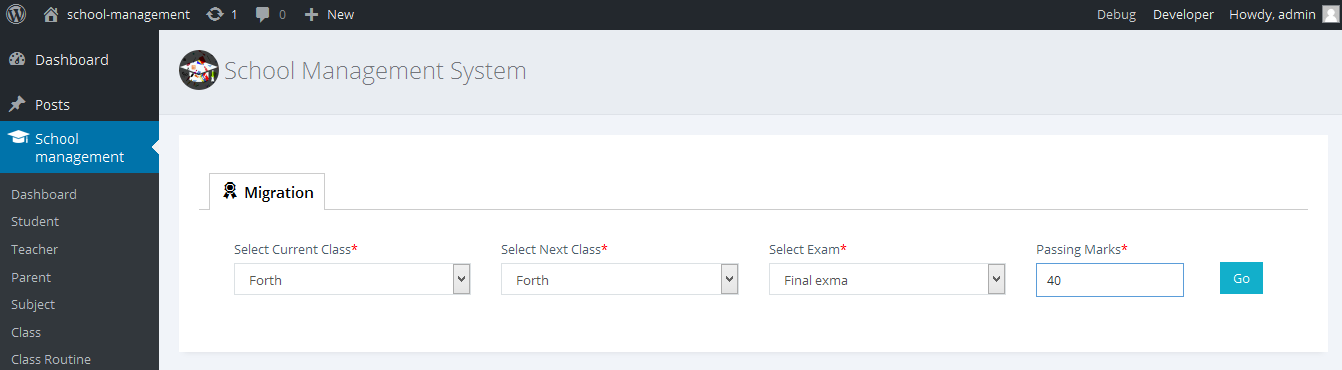 school-management 1 0 New Debug Developer Howdy, admin
Dashboard
Posts
School
management
Dashboard
Student
Teacher
Parent
Subject
Class
Class Routine
School Management System
Migration
Select Current Class* Select Next Class* Select Exam* Passing Marks*
Forth Forth Final exma 40 Go